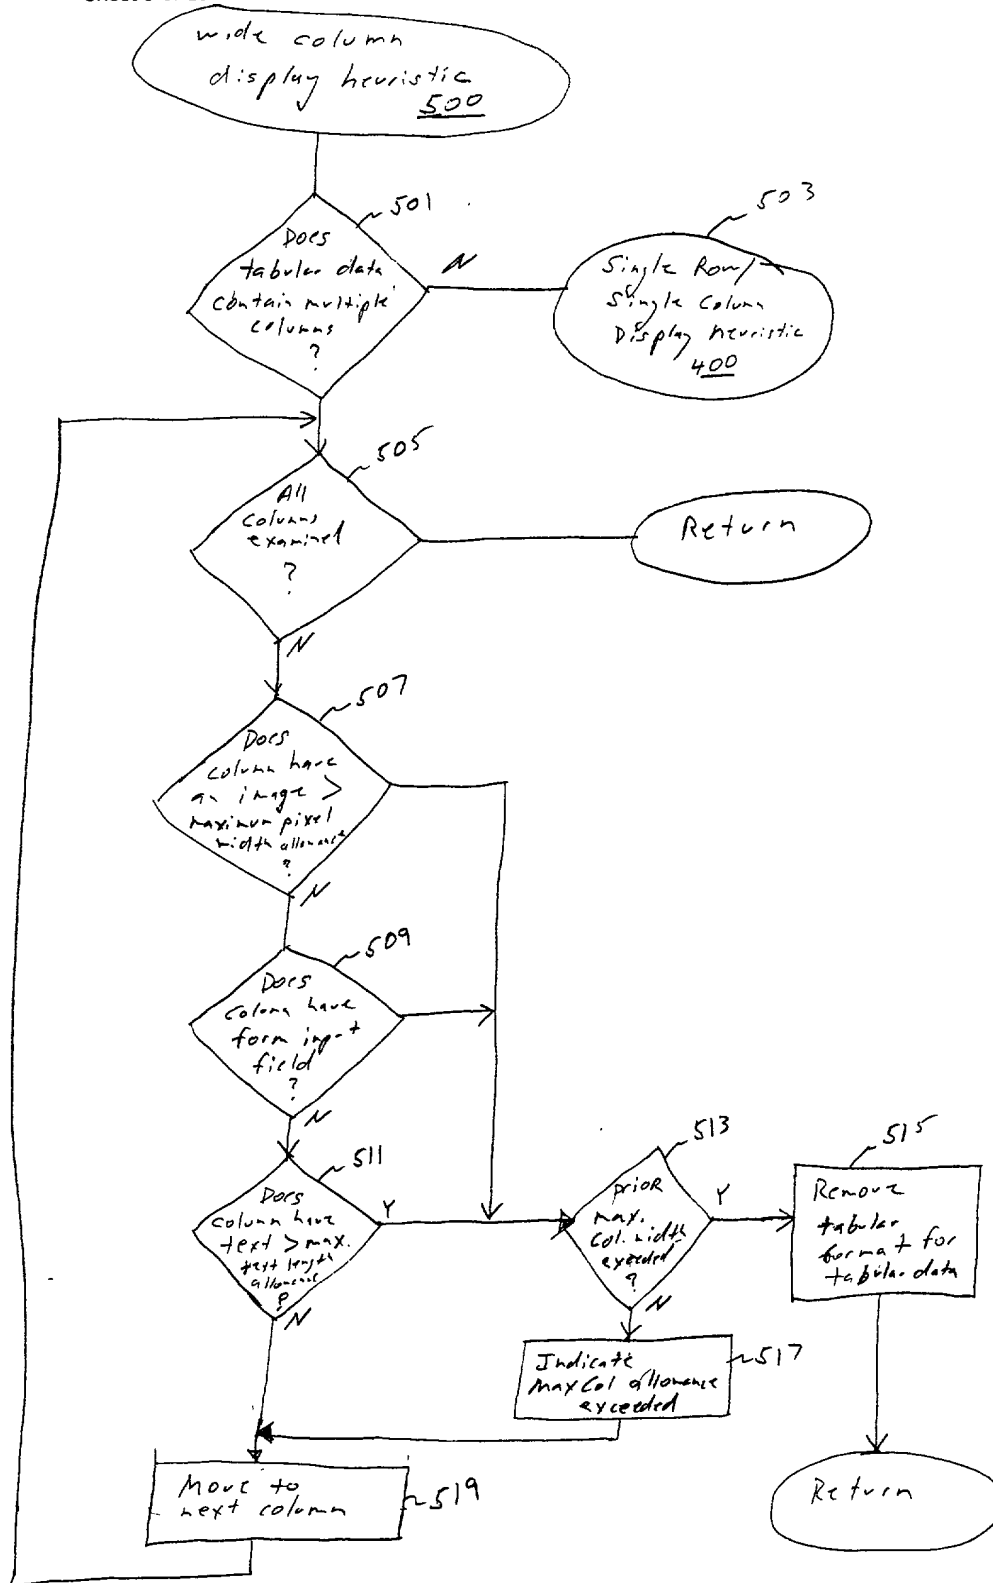 wide column
display heuristic
500
501
Does
tabular data
contain multiple
columns
?
N
503
Single Row/
Single Column
Display heuristic
400
505
All
columns
examined
?
Return
N
507
Does
column have
an image >
maximum pixel
width allowance
?
N
509
Does
column have
form input
field
?
N
511
Does
column have
text > max.
text length
allowance
?
Y
N
513
prior
max.
Col. width
exceeded
?
Y
N
515
Remove
tabular
format for
tabular data
517
Indicate
max Col allowance
exceeded
519
Move to
next column
Return